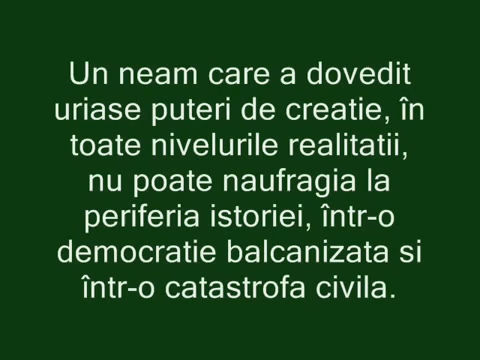 Un neam care a dovedit
uriase puteri de creatie, în
toate nivelurile realitatii,
nu poate naufragia la
periferia istoriei, într-o
democratie balcanizata si
într-o catastrofa civila.